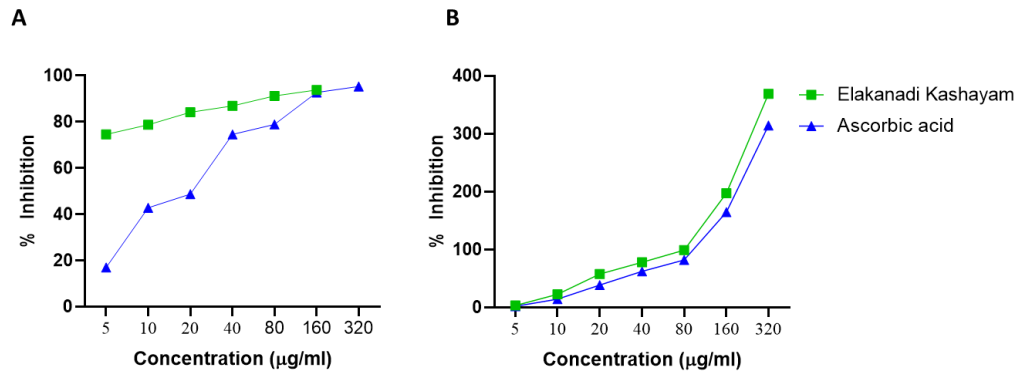 A
B
100
80
60
40
20
0
% Inhibition
5 10 20 40 80 160 320
Concentration (µg/ml)
400
300
200
100
0
% Inhibition
5 10 20 40 80 160 320
Concentration (µg/ml)
Elakanadi Kashayam
Ascorbic acid